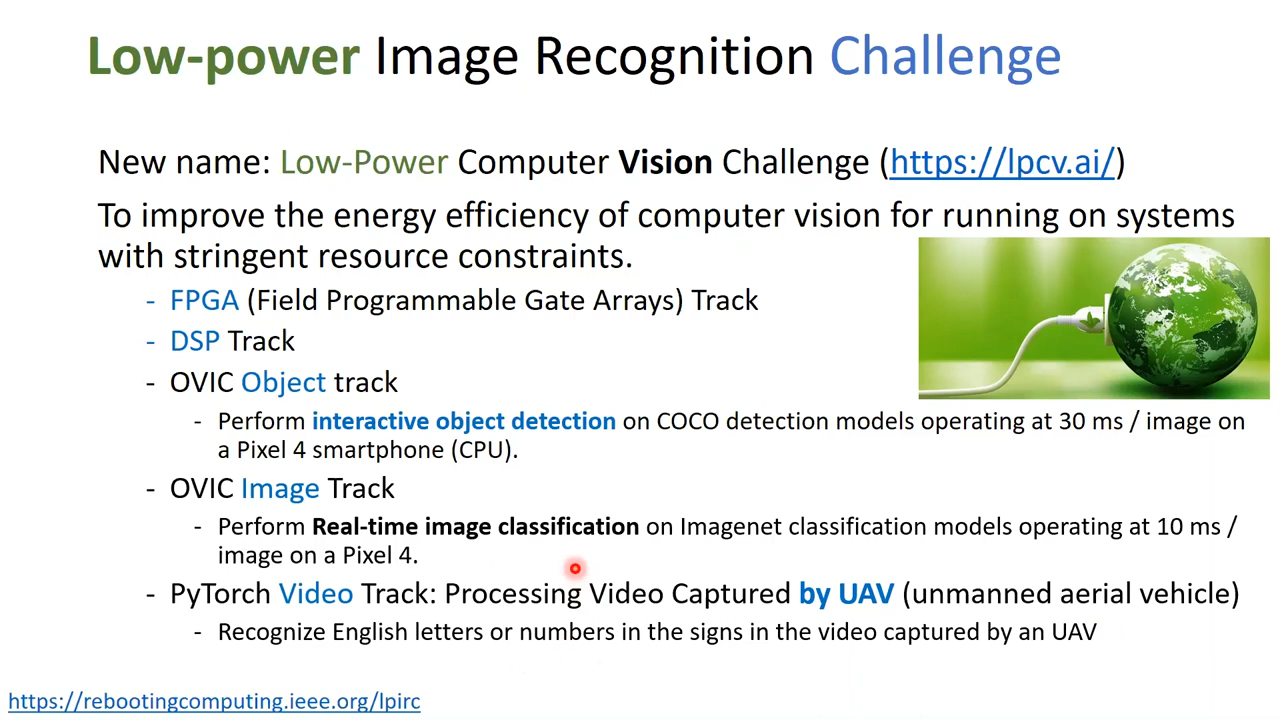 Low-power Image Recognition Challenge
New name: Low-Power Computer Vision Challenge (https://lpcv.ai/)
To improve the energy efficiency of computer vision for running on systems
with stringent resource constraints.
- FPGA (Field Programmable Gate Arrays) Track
- DSP Track
- OVIC Object track
- Perform interactive object detection on COCO detection models operating at 30 ms / image on
a Pixel 4 smartphone (CPU).
- OVIC Image Track
- Perform Real-time image classification on Imagenet classification models operating at 10 ms /
image on a Pixel 4.
- PyTorch Video Track: Processing Video Captured by UAV (unmanned aerial vehicle)
- Recognize English letters or numbers in the signs in the video captured by an UAV
https://rebootingcomputing.ieee.org/lpirc